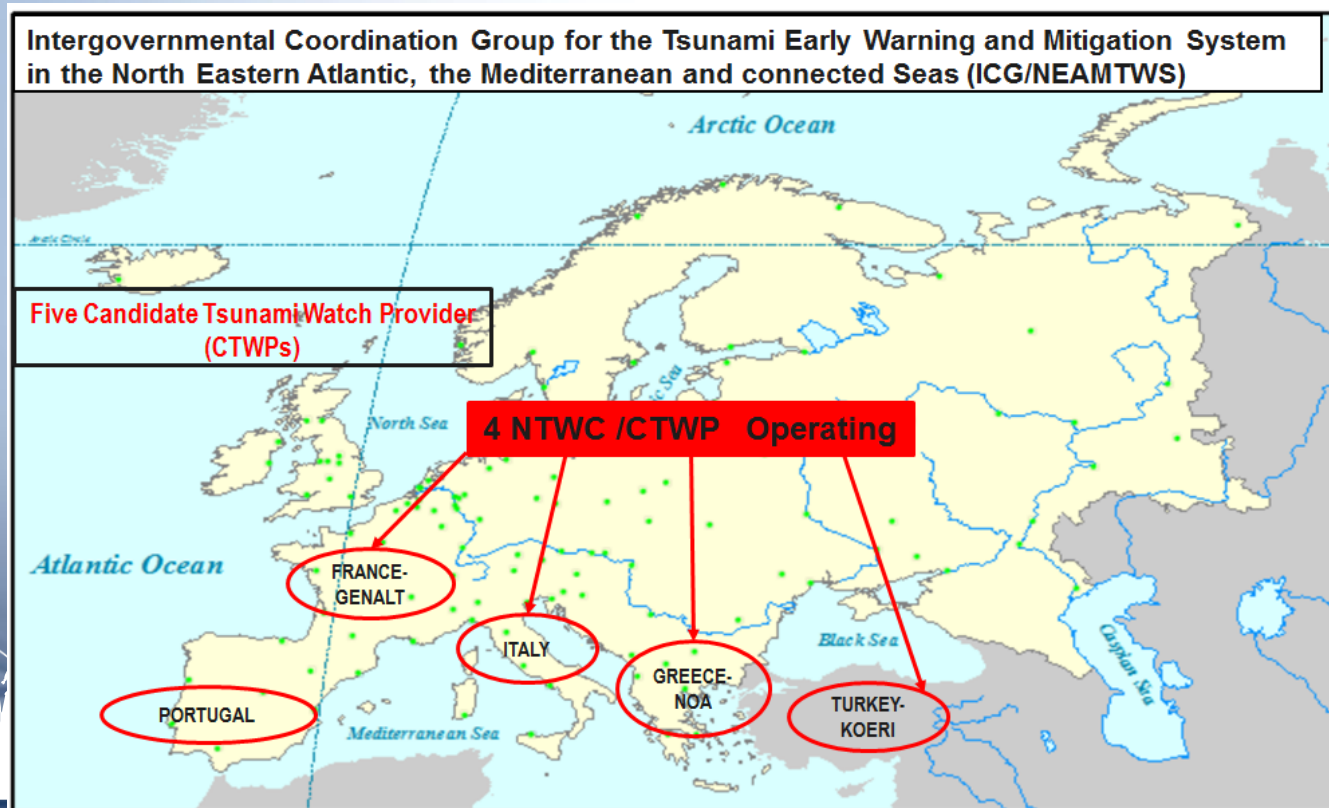 Intergovernmental Coordination Group for the Tsunami Early Warning and Mitigation System
in the North Eastern Atlantic, the Mediterranean and connected Seas (ICG/NEAMTWS)
Arctic Ocean
Arctic Circle
Five Candidate Tsunami Watch Provider
(CTWPs)
North Sea
Sea
4 NTWC /CTWP Operating
Atlantic Ocean
FRANCE-
GENALT
ITALY
Black Sea
Caspian Sea
GREECE-
NOA
TURKEY-
KOERI
PORTUGAL
Mediterranean Sea